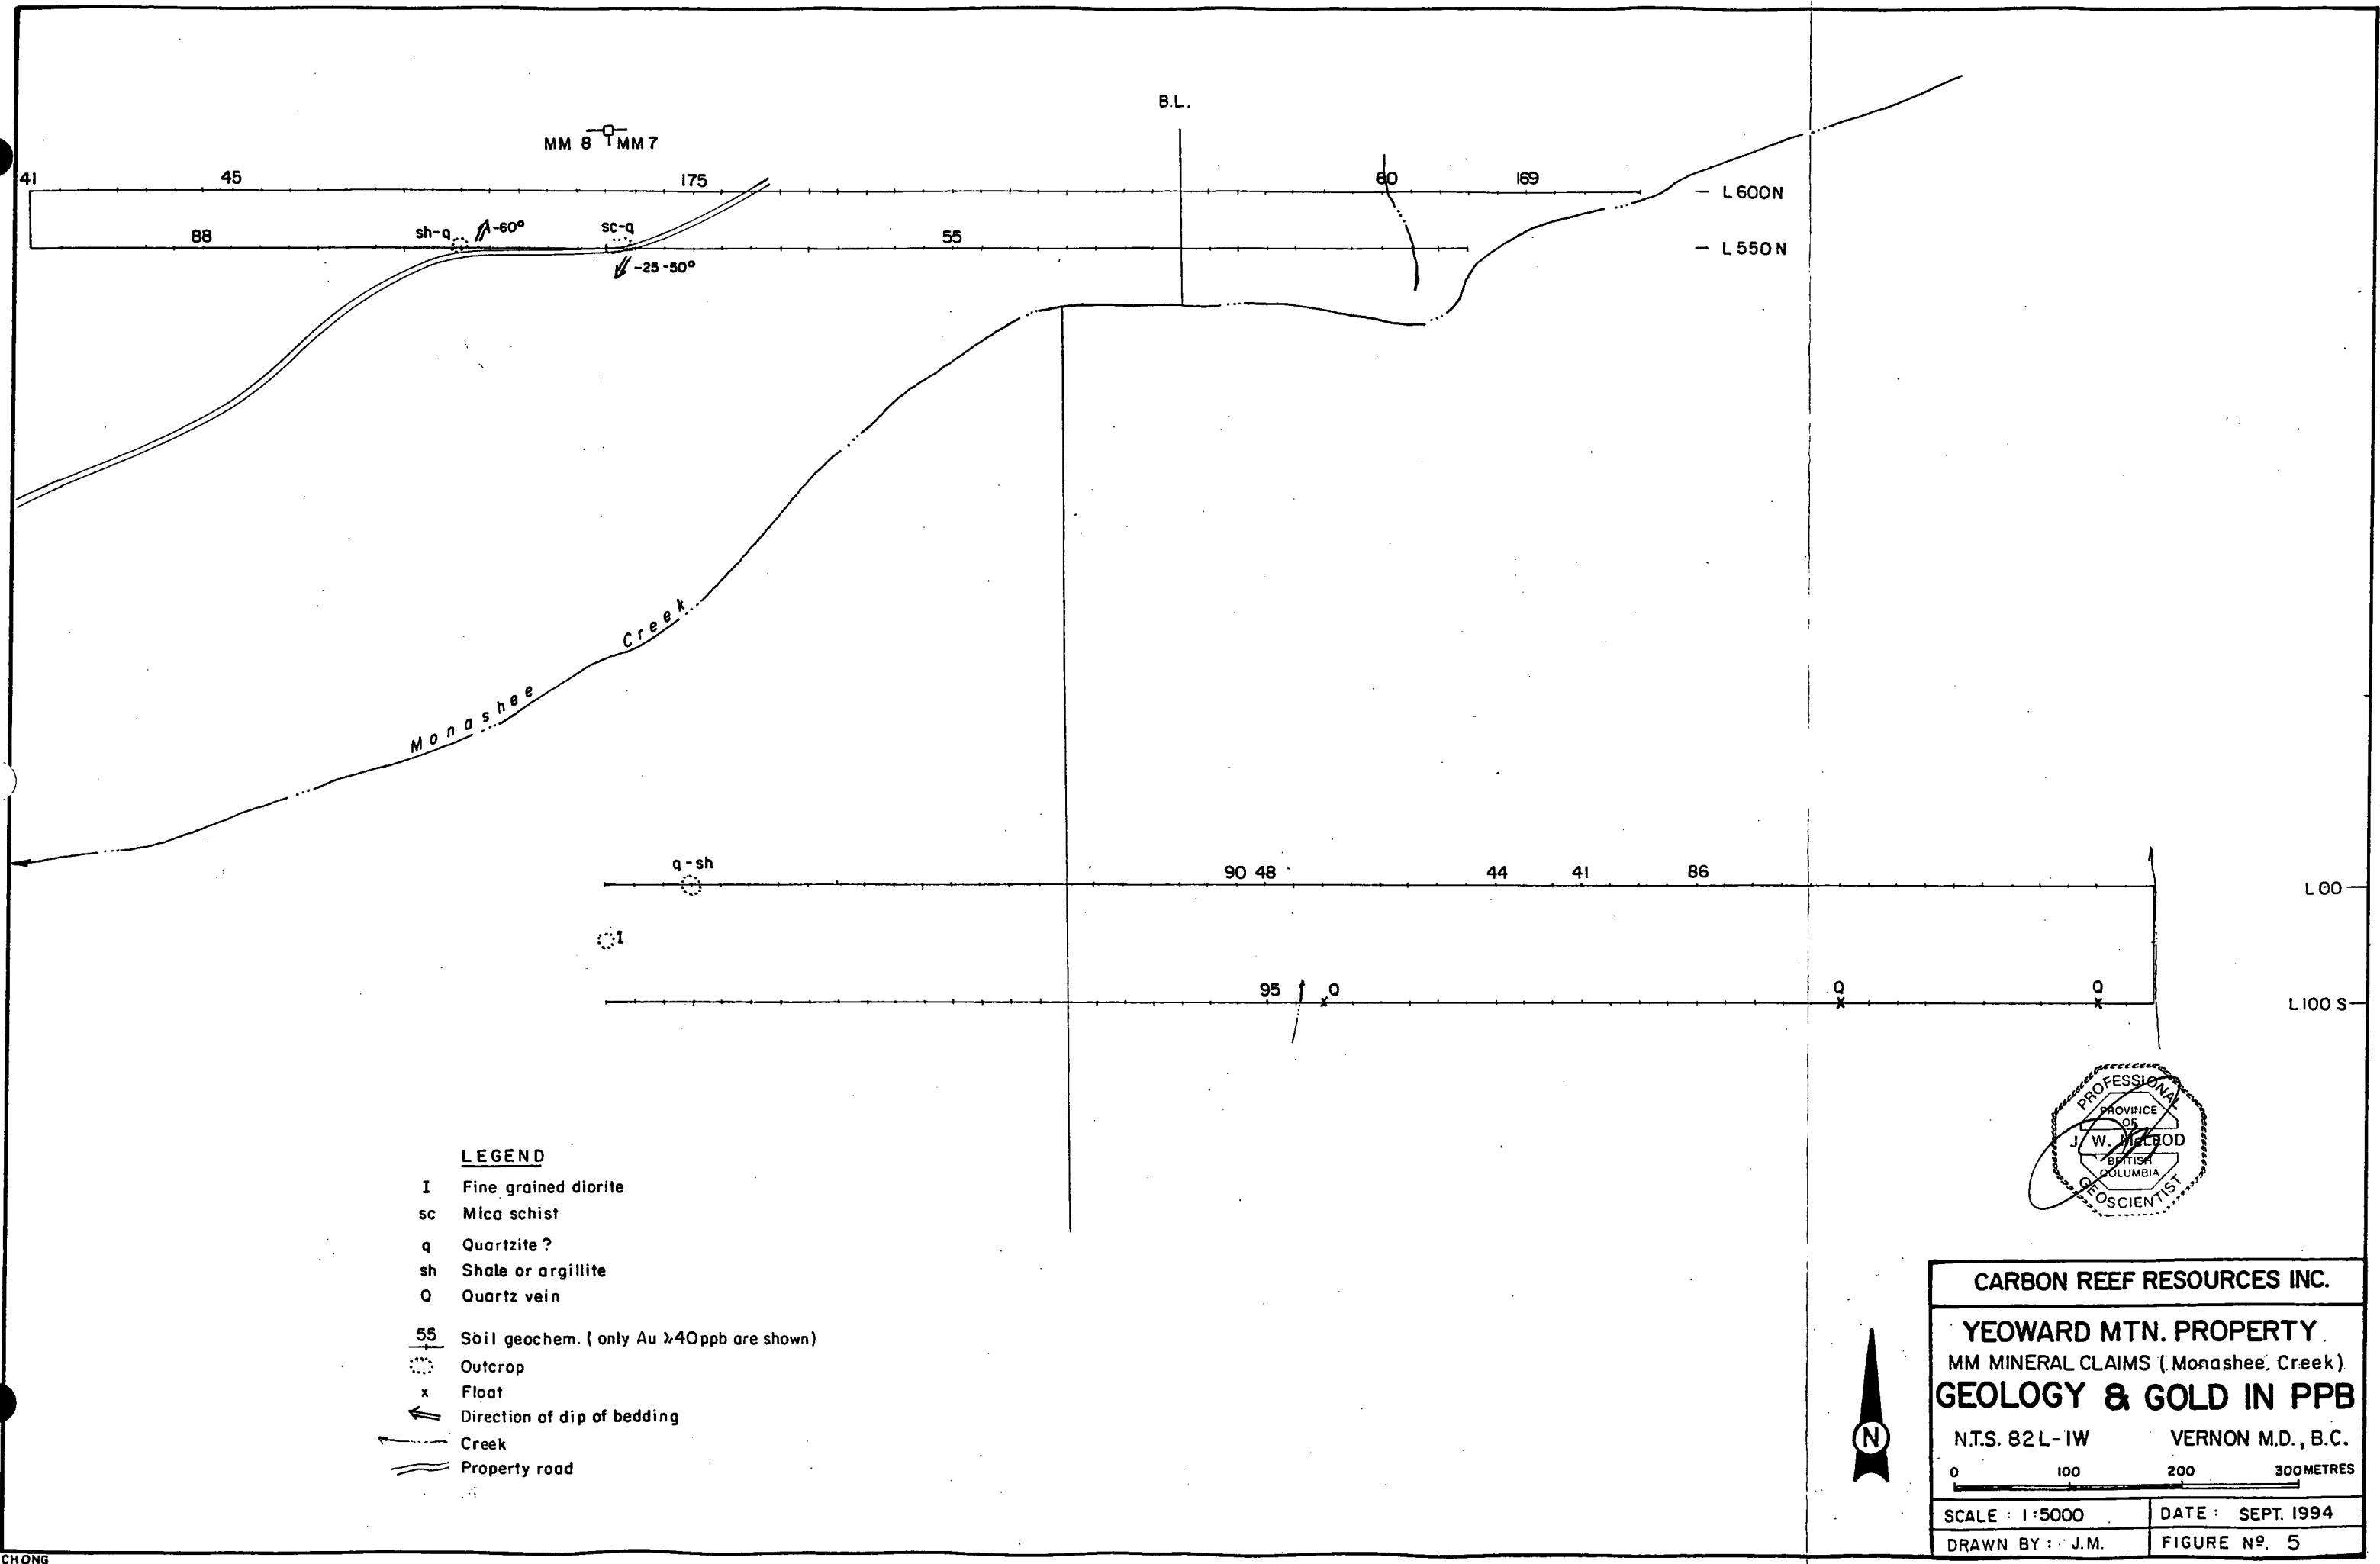 B.L.
MM 8 MM 7
41 45 175 60 169 — L 600 N
88 sh-q -60° sc-q 55 — L 550 N
-25-50°
Monashee Creek
q-sh 90 48 44 41 86 L 00
I
95 Q Q Q L 100 S
x x x
LEGEND
I Fine grained diorite
sc Mica schist
q Quartzite ?
sh Shale or argillite
Q Quartz vein
55 Soil geochem. ( only Au ⩾40 ppb are shown)
Outcrop
x Float
Direction of dip of bedding
Creek
Property road
PROFESSIONAL
PROVINCE
OF
J. W. McLEOD
BRITISH
COLUMBIA
GEOSCIENTIST
N
CARBON REEF RESOURCES INC.
YEOWARD MTN. PROPERTY
MM MINERAL CLAIMS ( Monashee Creek)
GEOLOGY & GOLD IN PPB
N.T.S. 82 L-1W VERNON M.D., B.C.
0 100 200 300 METRES
SCALE : 1:5000 DATE : SEPT. 1994
DRAWN BY : J.M. FIGURE Nº. 5
CHONG